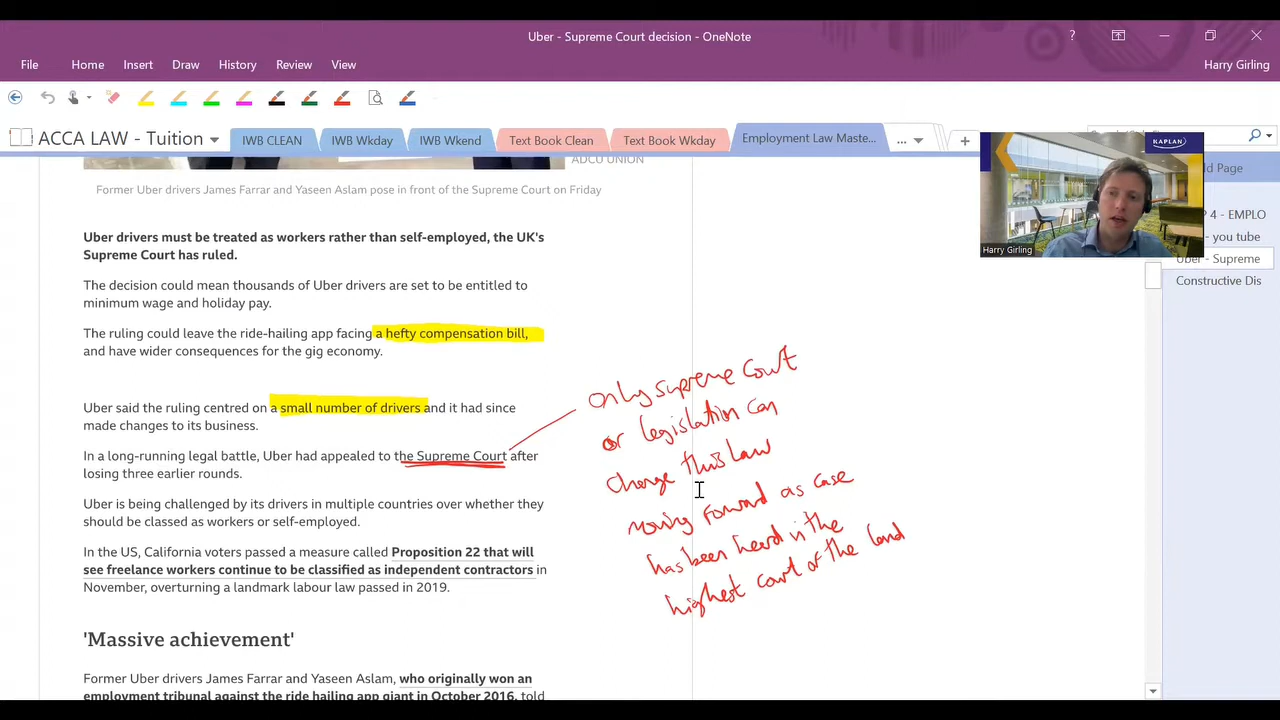 Uber - Supreme Court decision - OneNote
?
File Home Insert Draw History Review View
Harry Girling
ACCA LAW - Tuition
IWB CLEAN
IWB Wkday
IWB Wkend
Text Book Clean
Text Book Wkday
Employment Law Maste...
...
KAPLAN
Harry Girling
d Page
P 4 - EMPLO
- you tube
Uber - Supreme
Constructive Dis
ADCU UNION
Former Uber drivers James Farrar and Yaseen Aslam pose in front of the Supreme Court on Friday
Uber drivers must be treated as workers rather than self-employed, the UK's
Supreme Court has ruled.
The decision could mean thousands of Uber drivers are set to be entitled to
minimum wage and holiday pay.
The ruling could leave the ride-hailing app facing a hefty compensation bill,
and have wider consequences for the gig economy.
Uber said the ruling centred on a small number of drivers and it had since
made changes to its business.
In a long-running legal battle, Uber had appealed to the Supreme Court after
losing three earlier rounds.
Uber is being challenged by its drivers in multiple countries over whether they
should be classed as workers or self-employed.
In the US, California voters passed a measure called Proposition 22 that will
see freelance workers continue to be classified as independent contractors in
November, overturning a landmark labour law passed in 2019.
'Massive achievement'
Former Uber drivers James Farrar and Yaseen Aslam, who originally won an
employment tribunal against the ride hailing app giant in October 2016, told
Only Supreme Court
or legislation can
change this law
moving forward as case
has been heard in the
highest court of the land